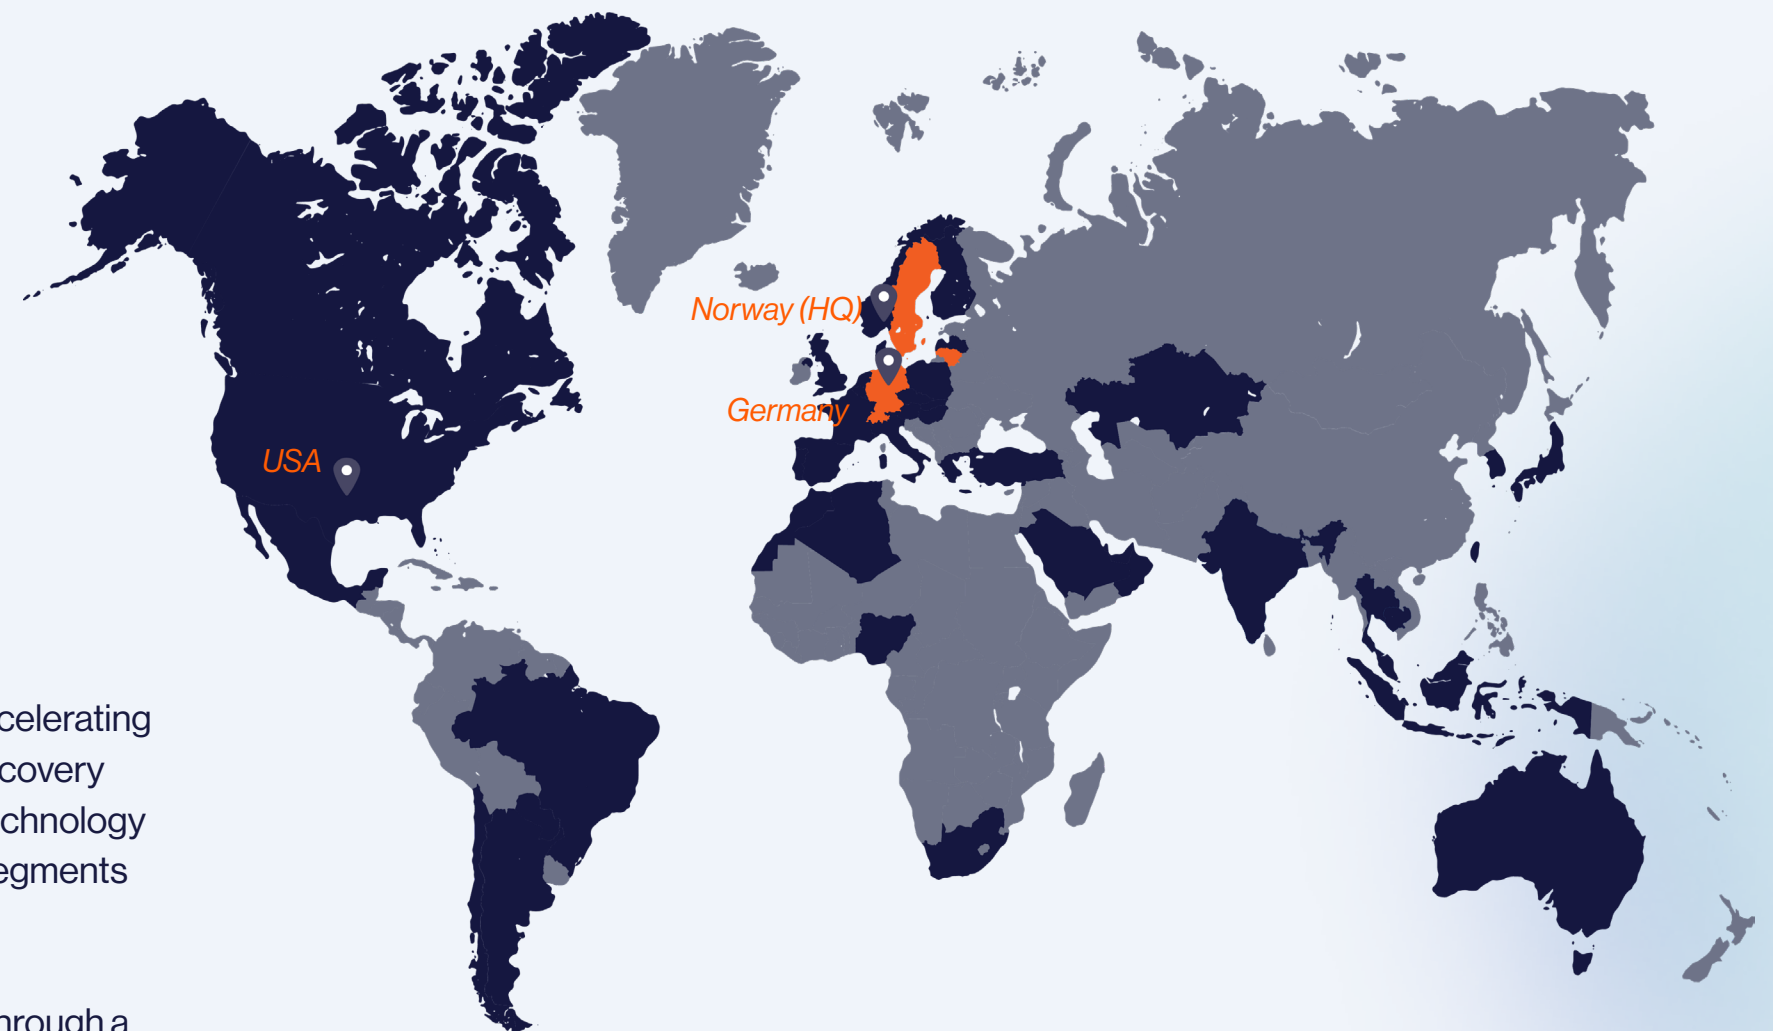 Norway (HQ)
Germany
USA
celerating
covery
chnology
egments
hrough a